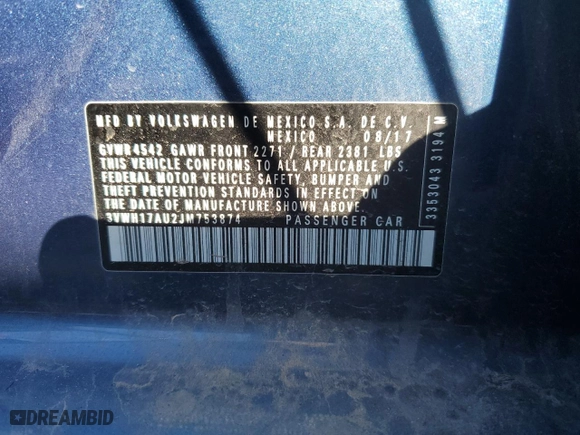 MFD BY VOLKSWAGEN DE MEXICO S.A. DE C.V.
MEXICO 08/17
GVWR 4542 GAWR FRONT 2271 / REAR 2381 LBS
THIS VEHICLE CONFORMS TO ALL APPLICABLE U.S.
FEDERAL MOTOR VEHICLE SAFETY, BUMPER AND
THEFT PREVENTION STANDARDS IN EFFECT ON
THE DATE OF MANUFACTURE SHOWN ABOVE.
3VWH17AU2JM753874 PASSENGER CAR
3353043 3194 M
DREAMBID